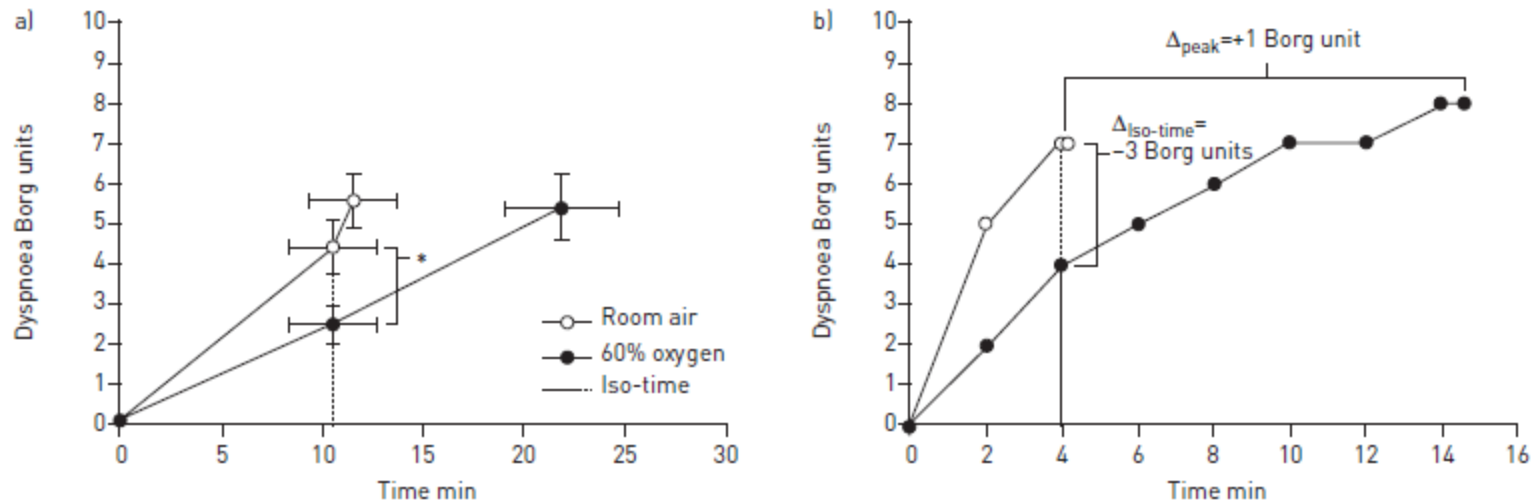 a)
10
9
8
7
6
5
4
3
2
1
0
Dyspnoea Borg units
0 5 10 15 20 25 30
Time min
*
Room air
60% oxygen
Iso-time
b)
10
9
8
7
6
5
4
3
2
1
0
Dyspnoea Borg units
0 2 4 6 8 10 12 14 16
Time min
Δpeak=+1 Borg unit
ΔIso-time=
−3 Borg units